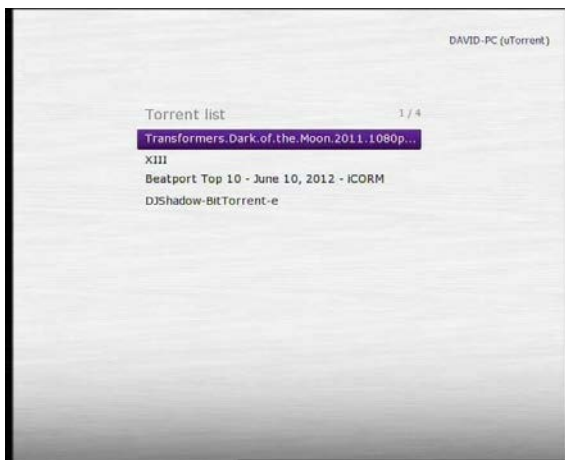 DAVID-PC (uTorrent)
Torrent list 1 / 4
Transformers.Dark.of.the.Moon.2011.1080p...
XIII
Beatport Top 10 - June 10, 2012 - iCORM
DJShadow-BitTorrent-e